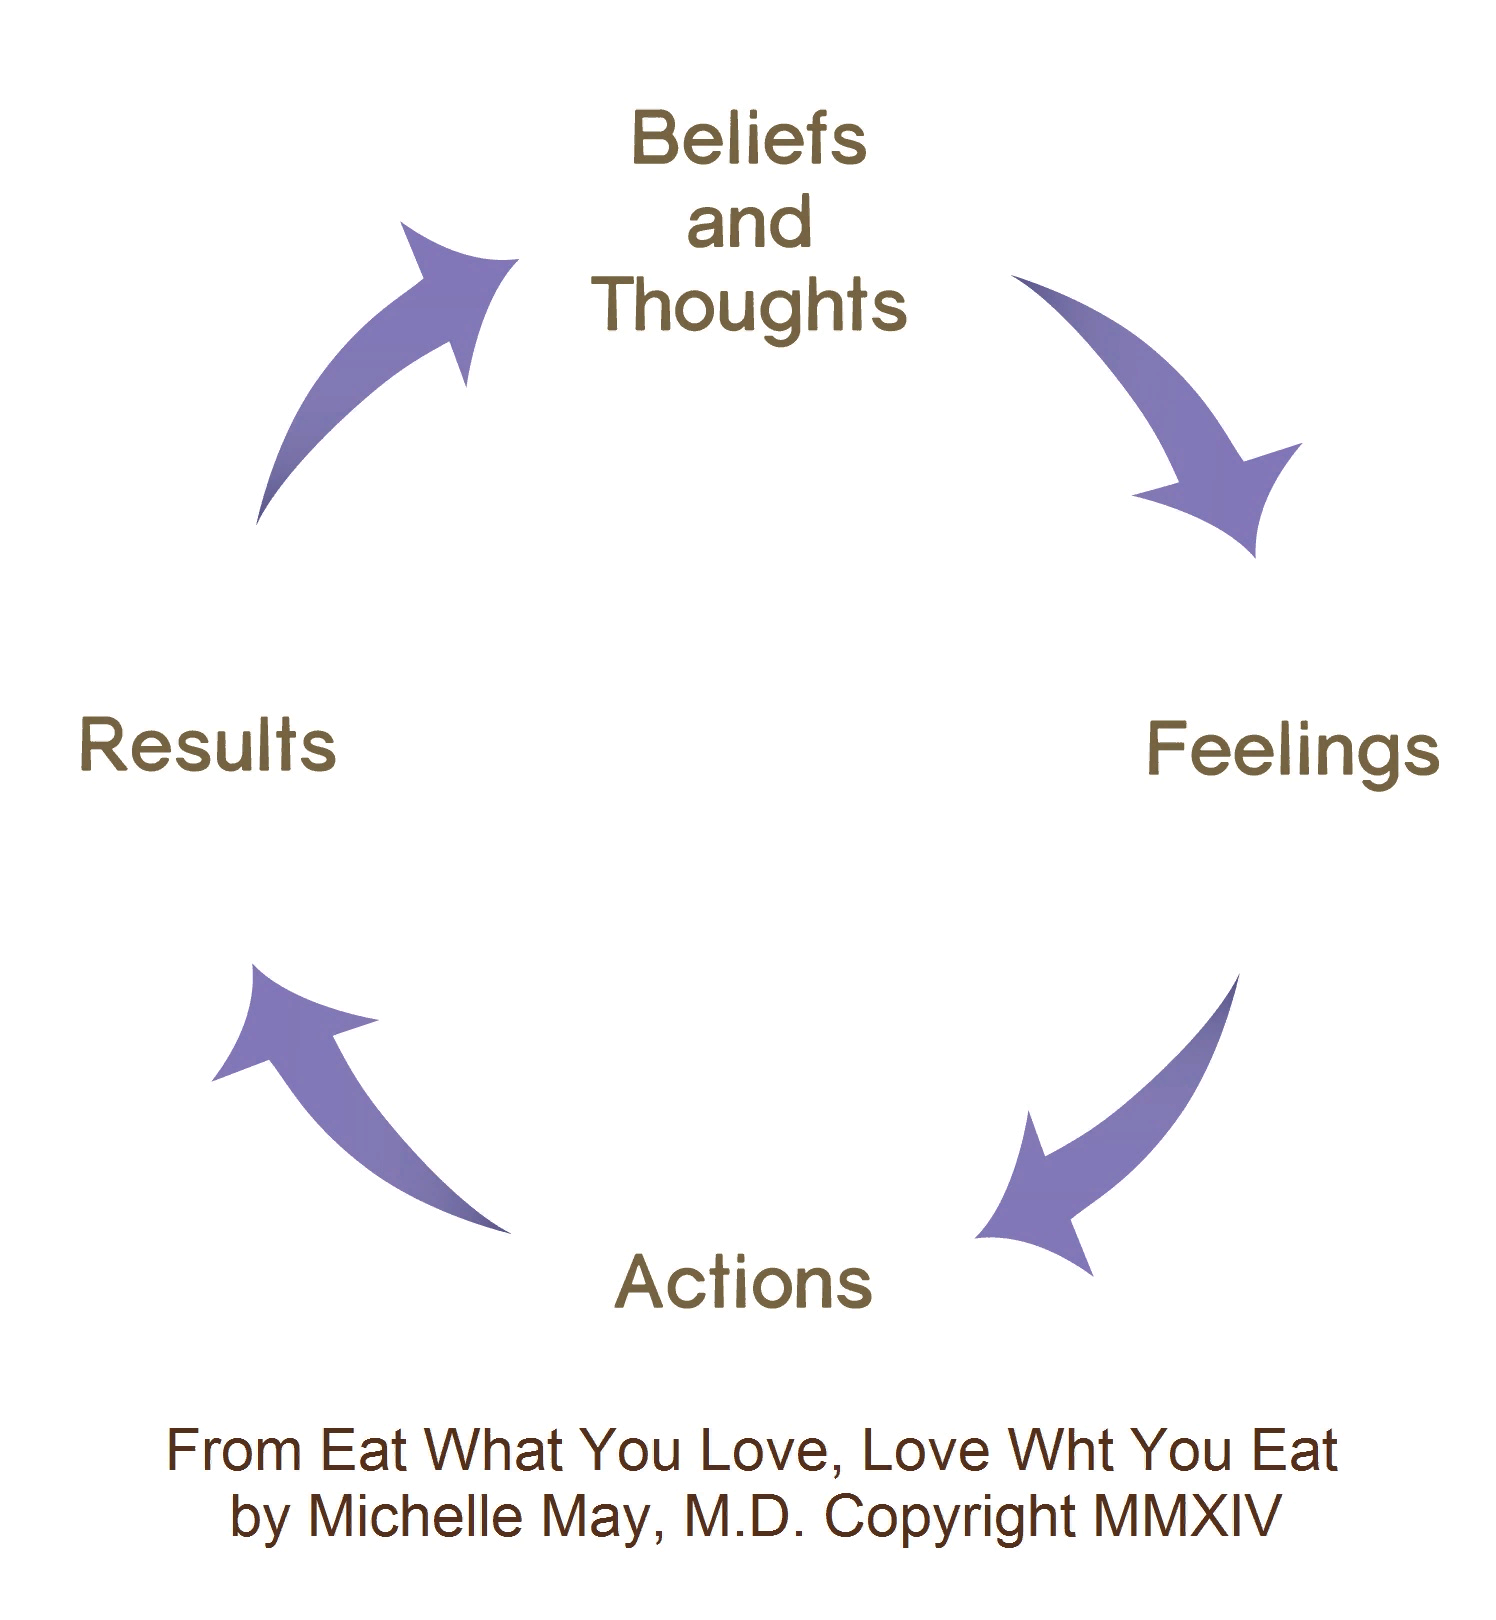 Beliefs
and
Thoughts
Results
Feelings
Actions
From Eat What You Love, Love Wht You Eat
by Michelle May, M.D. Copyright MMXIV